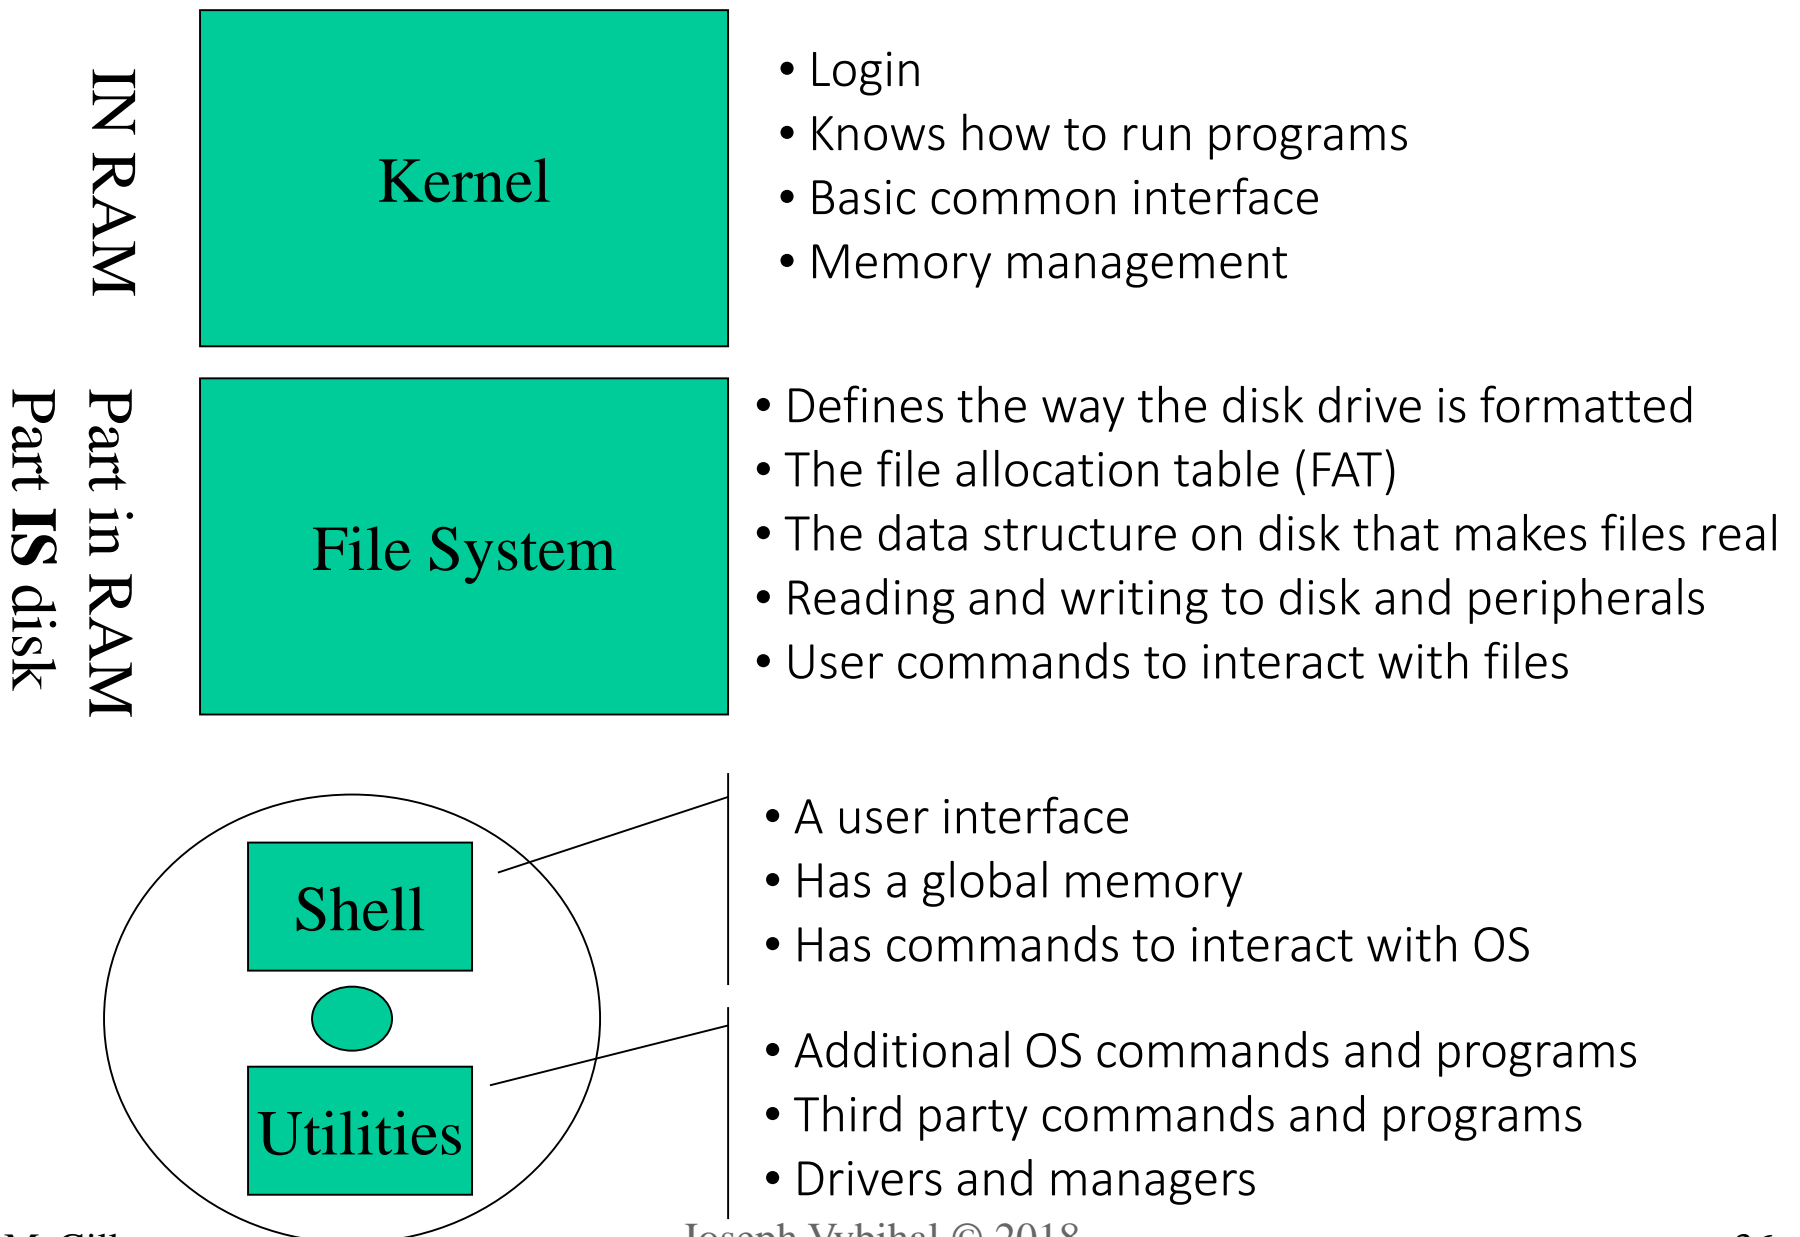 IN RAM
Kernel
• Login
• Knows how to run programs
• Basic common interface
• Memory management
Part in RAM
Part IS disk
File System
• Defines the way the disk drive is formatted
• The file allocation table (FAT)
• The data structure on disk that makes files real
• Reading and writing to disk and peripherals
• User commands to interact with files
Shell
• A user interface
• Has a global memory
• Has commands to interact with OS
Utilities
• Additional OS commands and programs
• Third party commands and programs
• Drivers and managers
McGill
Joseph Vybihal © 2018